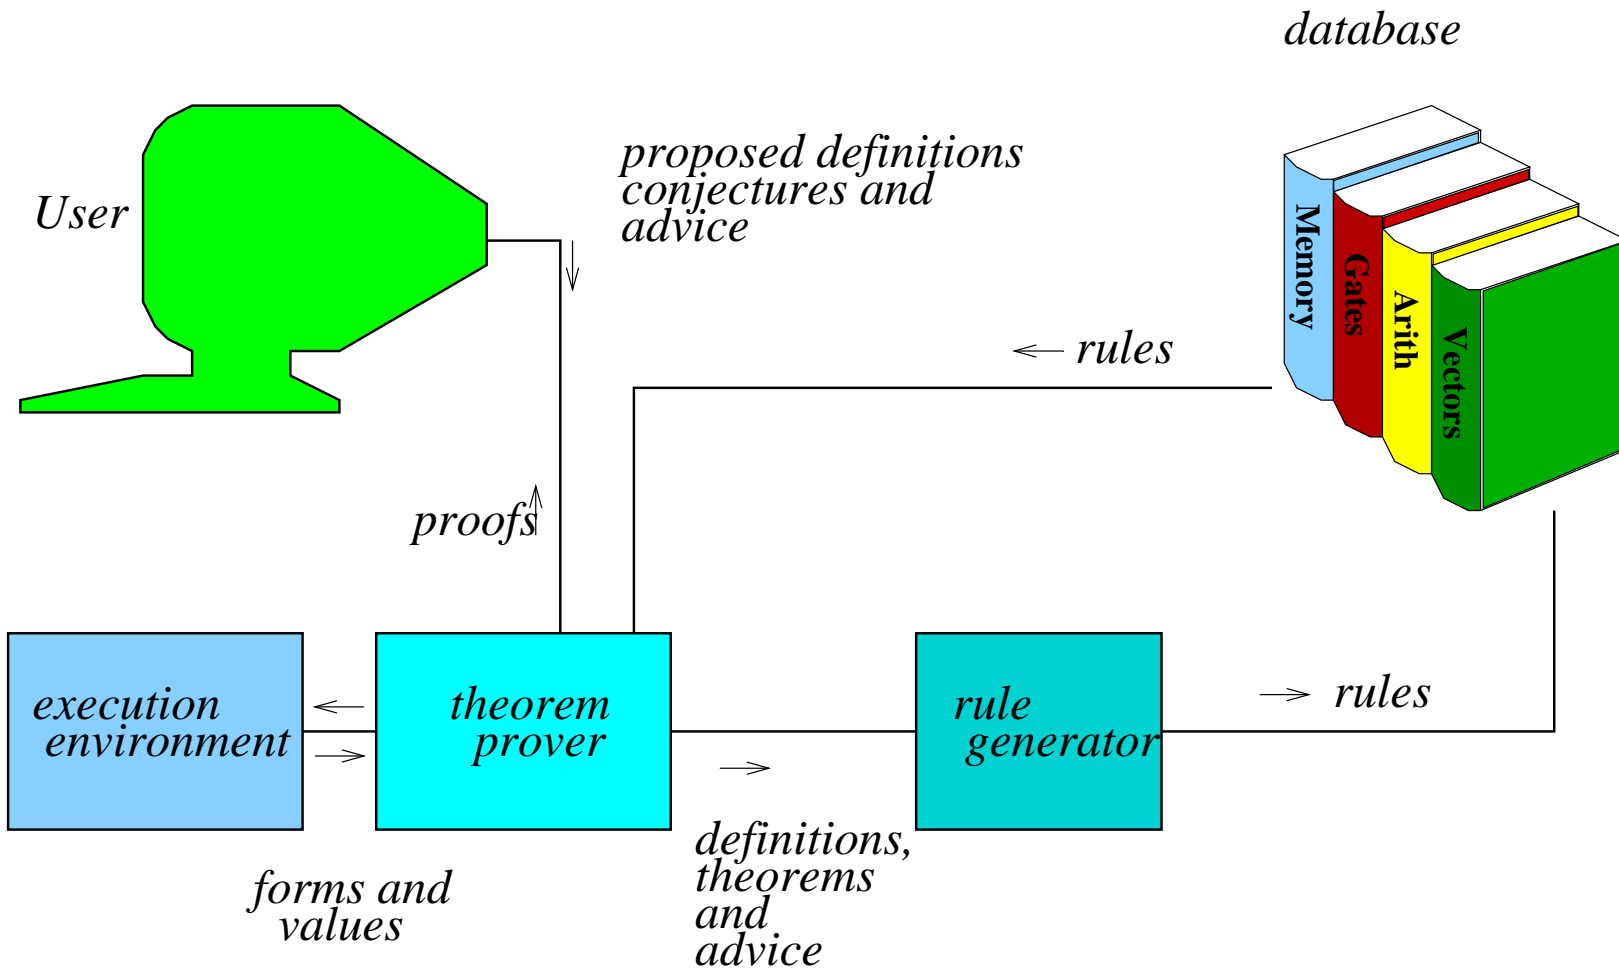 database
proposed definitions
conjectures and
advice
User
Memory
Gates
Arith
Vectors
rules
proofs
execution
environment
theorem
prover
rule
generator
rules
forms and
values
definitions,
theorems
and
advice